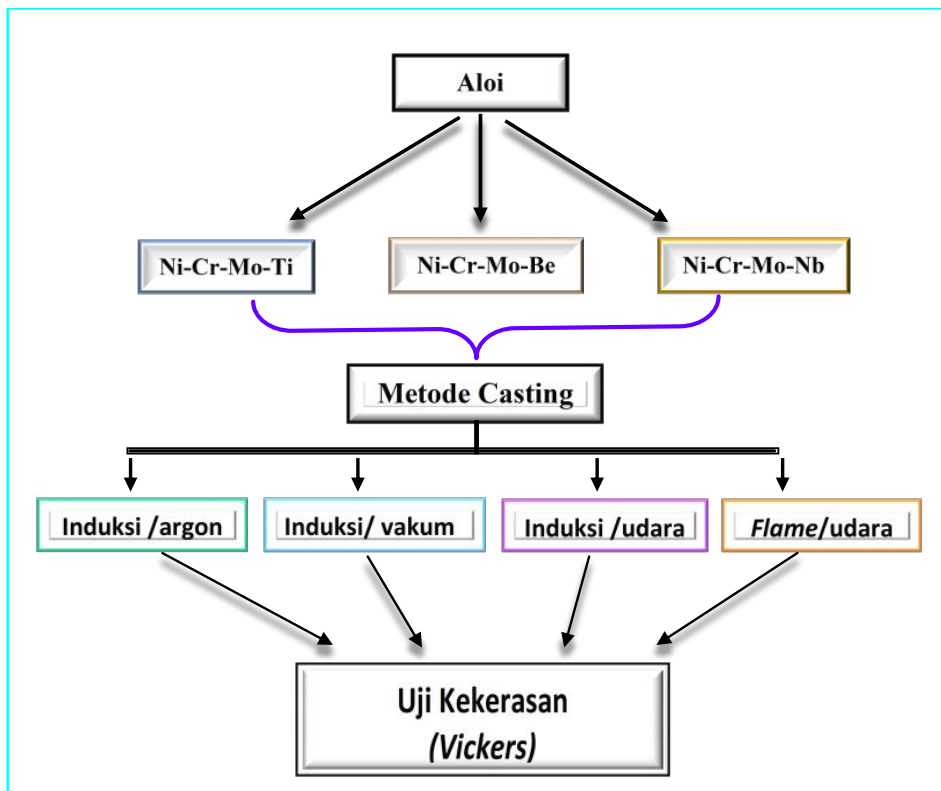 Aloi
Ni-Cr-Mo-Ti
Ni-Cr-Mo-Be
Ni-Cr-Mo-Nb
Metode Casting
Induksi /argon
Induksi/ vakum
Induksi /udara
Flame/udara
Uji Kekerasan
(Vickers)